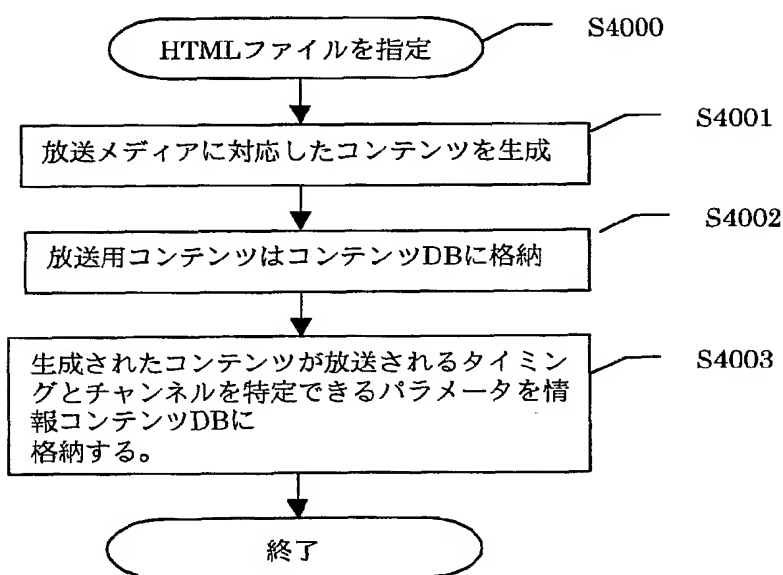 HTMLファイルを指定
S4000
放送メディアに対応したコンテンツを生成
S4001
放送用コンテンツはコンテンツDBに格納
S4002
生成されたコンテンツが放送されるタイミン
グとチャンネルを特定できるパラメータを情
報コンテンツDBに
格納する。
S4003
終了